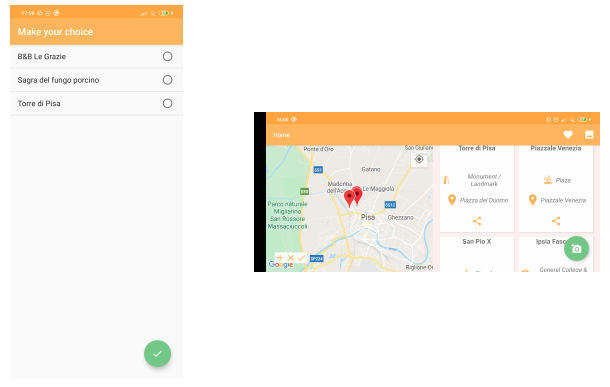 17:59
Make your choice
B&B Le Grazie
Sagra del fungo porcino
Torre di Pisa
Home
Ponte d'Oro
San Giuliano
Gatano
Madonna dell'Acqua
Le Maggiola
Parco naturale
Migliarino
San Rossore
Massaciuccoli
Pisa
Ghezzano
Riglione-Or
Google
Torre di Pisa
Monument /
Landmark
Piazza del Duomo
Piazzale Venezia
Plaza
Piazzale Venezia
San Pio X
Ipsia Fasc
General College &